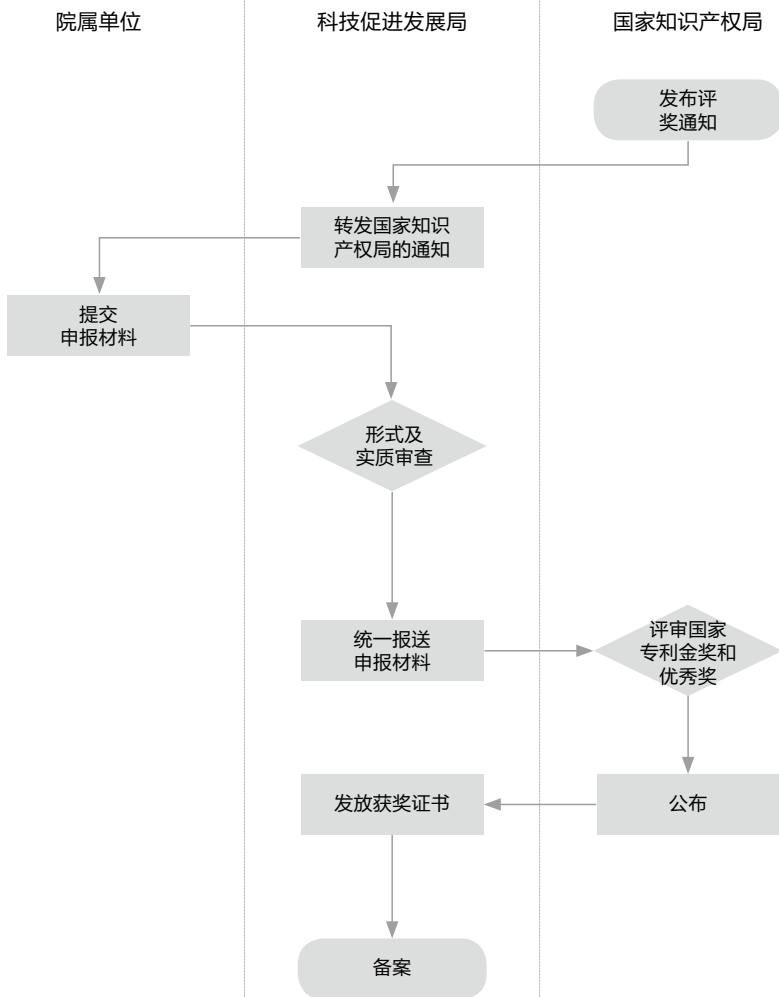 院属单位
科技促进发展局
国家知识产权局
发布评
奖通知
转发国家知识
产权局的通知
提交
申报材料
形式及
实质审查
统一报送
申报材料
评审国家
专利金奖和
优秀奖
发放获奖证书
公布
备案